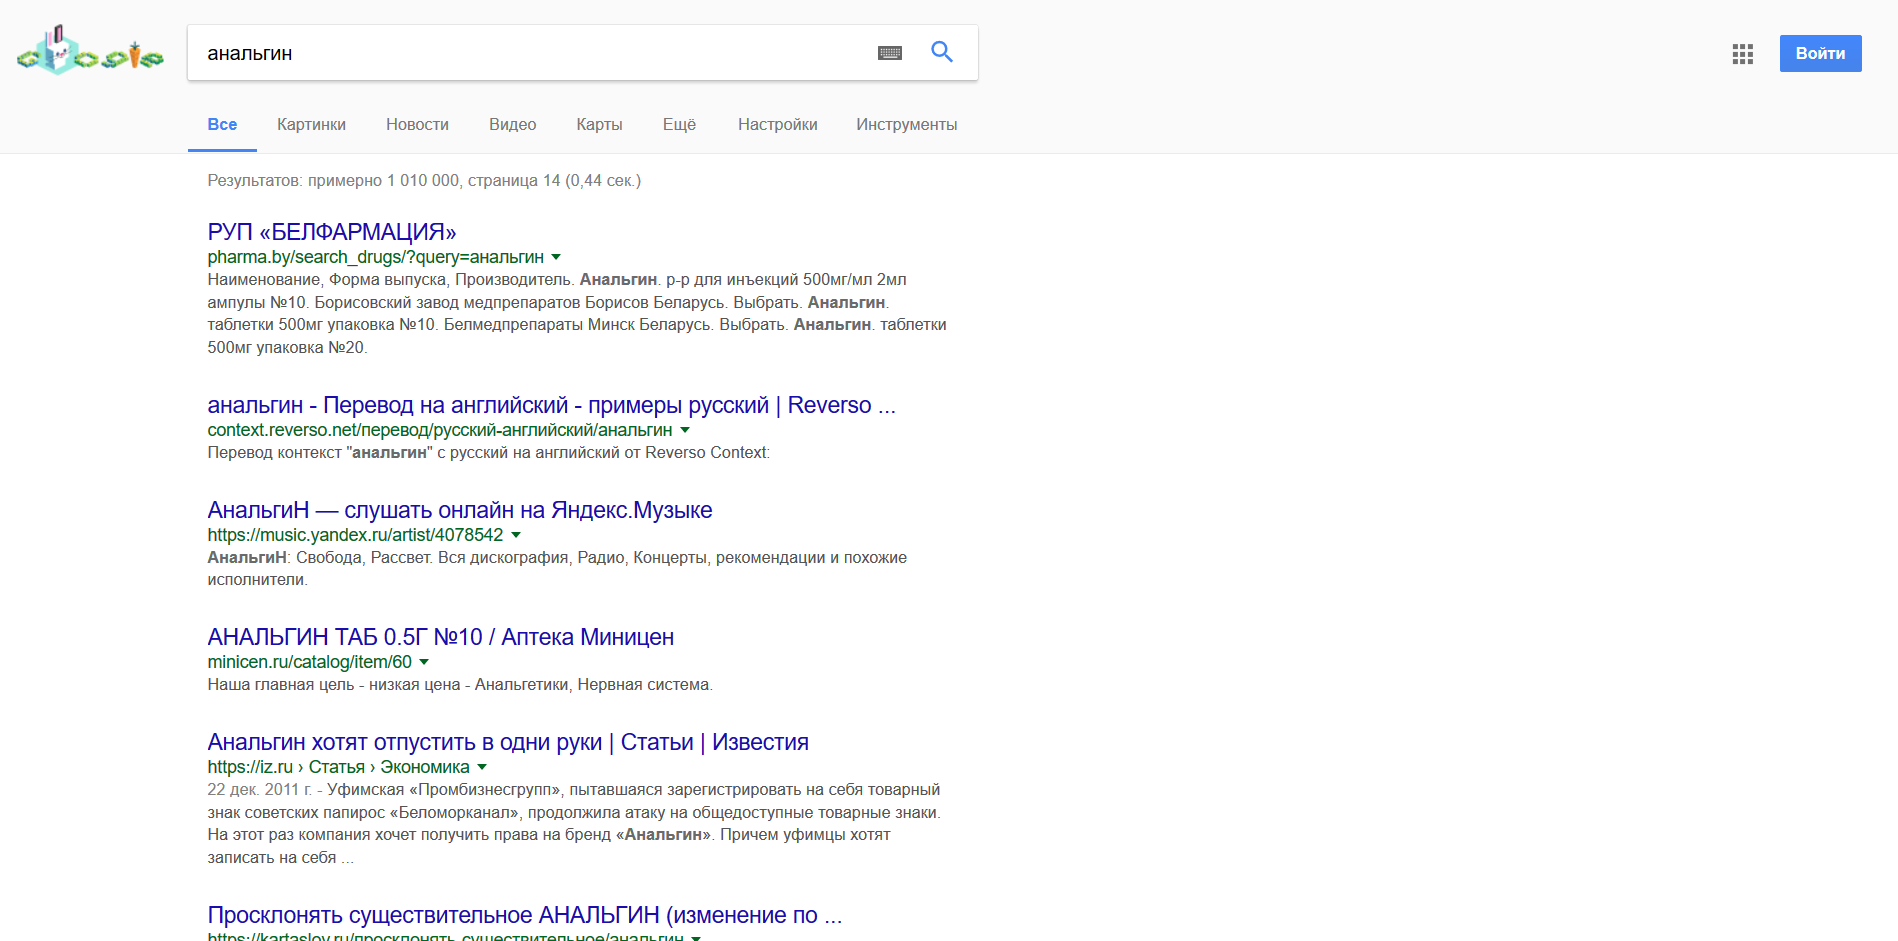 анальгин
Войти
Все Картинки Новости Видео Карты Ещё Настройки Инструменты
Результатов: примерно 1 010 000, страница 14 (0,44 сек.)
РУП «БЕЛФАРМАЦИЯ»
pharma.by/search_drugs/?query=анальгин
Наименование, Форма выпуска, Производитель. Анальгин. р-р для инъекций 500мг/мл 2мл
ампулы №10. Борисовский завод медпрепаратов Борисов Беларусь. Выбрать. Анальгин.
таблетки 500мг упаковка №10. Белмедпрепараты Минск Беларусь. Выбрать. Анальгин. таблетки
500мг упаковка №20.
анальгин - Перевод на английский - примеры русский | Reverso ...
context.reverso.net/перевод/русский-английский/анальгин
Перевод контекст "анальгин" с русский на английский от Reverso Context:
АнальгиН — слушать онлайн на Яндекс.Музыке
https://music.yandex.ru/artist/4078542
АнальгиН: Свобода, Рассвет. Вся дискография, Радио, Концерты, рекомендации и похожие
исполнители.
АНАЛЬГИН ТАБ 0.5Г №10 / Аптека Миницен
minicen.ru/catalog/item/60
Наша главная цель - низкая цена - Анальгетики, Нервная система.
Анальгин хотят отпустить в одни руки | Статьи | Известия
https://iz.ru › Статья › Экономика
22 дек. 2011 г. - Уфимская «Промбизнесгрупп», пытавшаяся зарегистрировать на себя товарный
знак советских папирос «Беломорканал», продолжила атаку на общедоступные товарные знаки.
На этот раз компания хочет получить права на бренд «Анальгин». Причем уфимцы хотят
записать на себя ...
Просклонять существительное АНАЛЬГИН (изменение по ...
https://kartaslov.ru/просклонять-существительное/анальгин